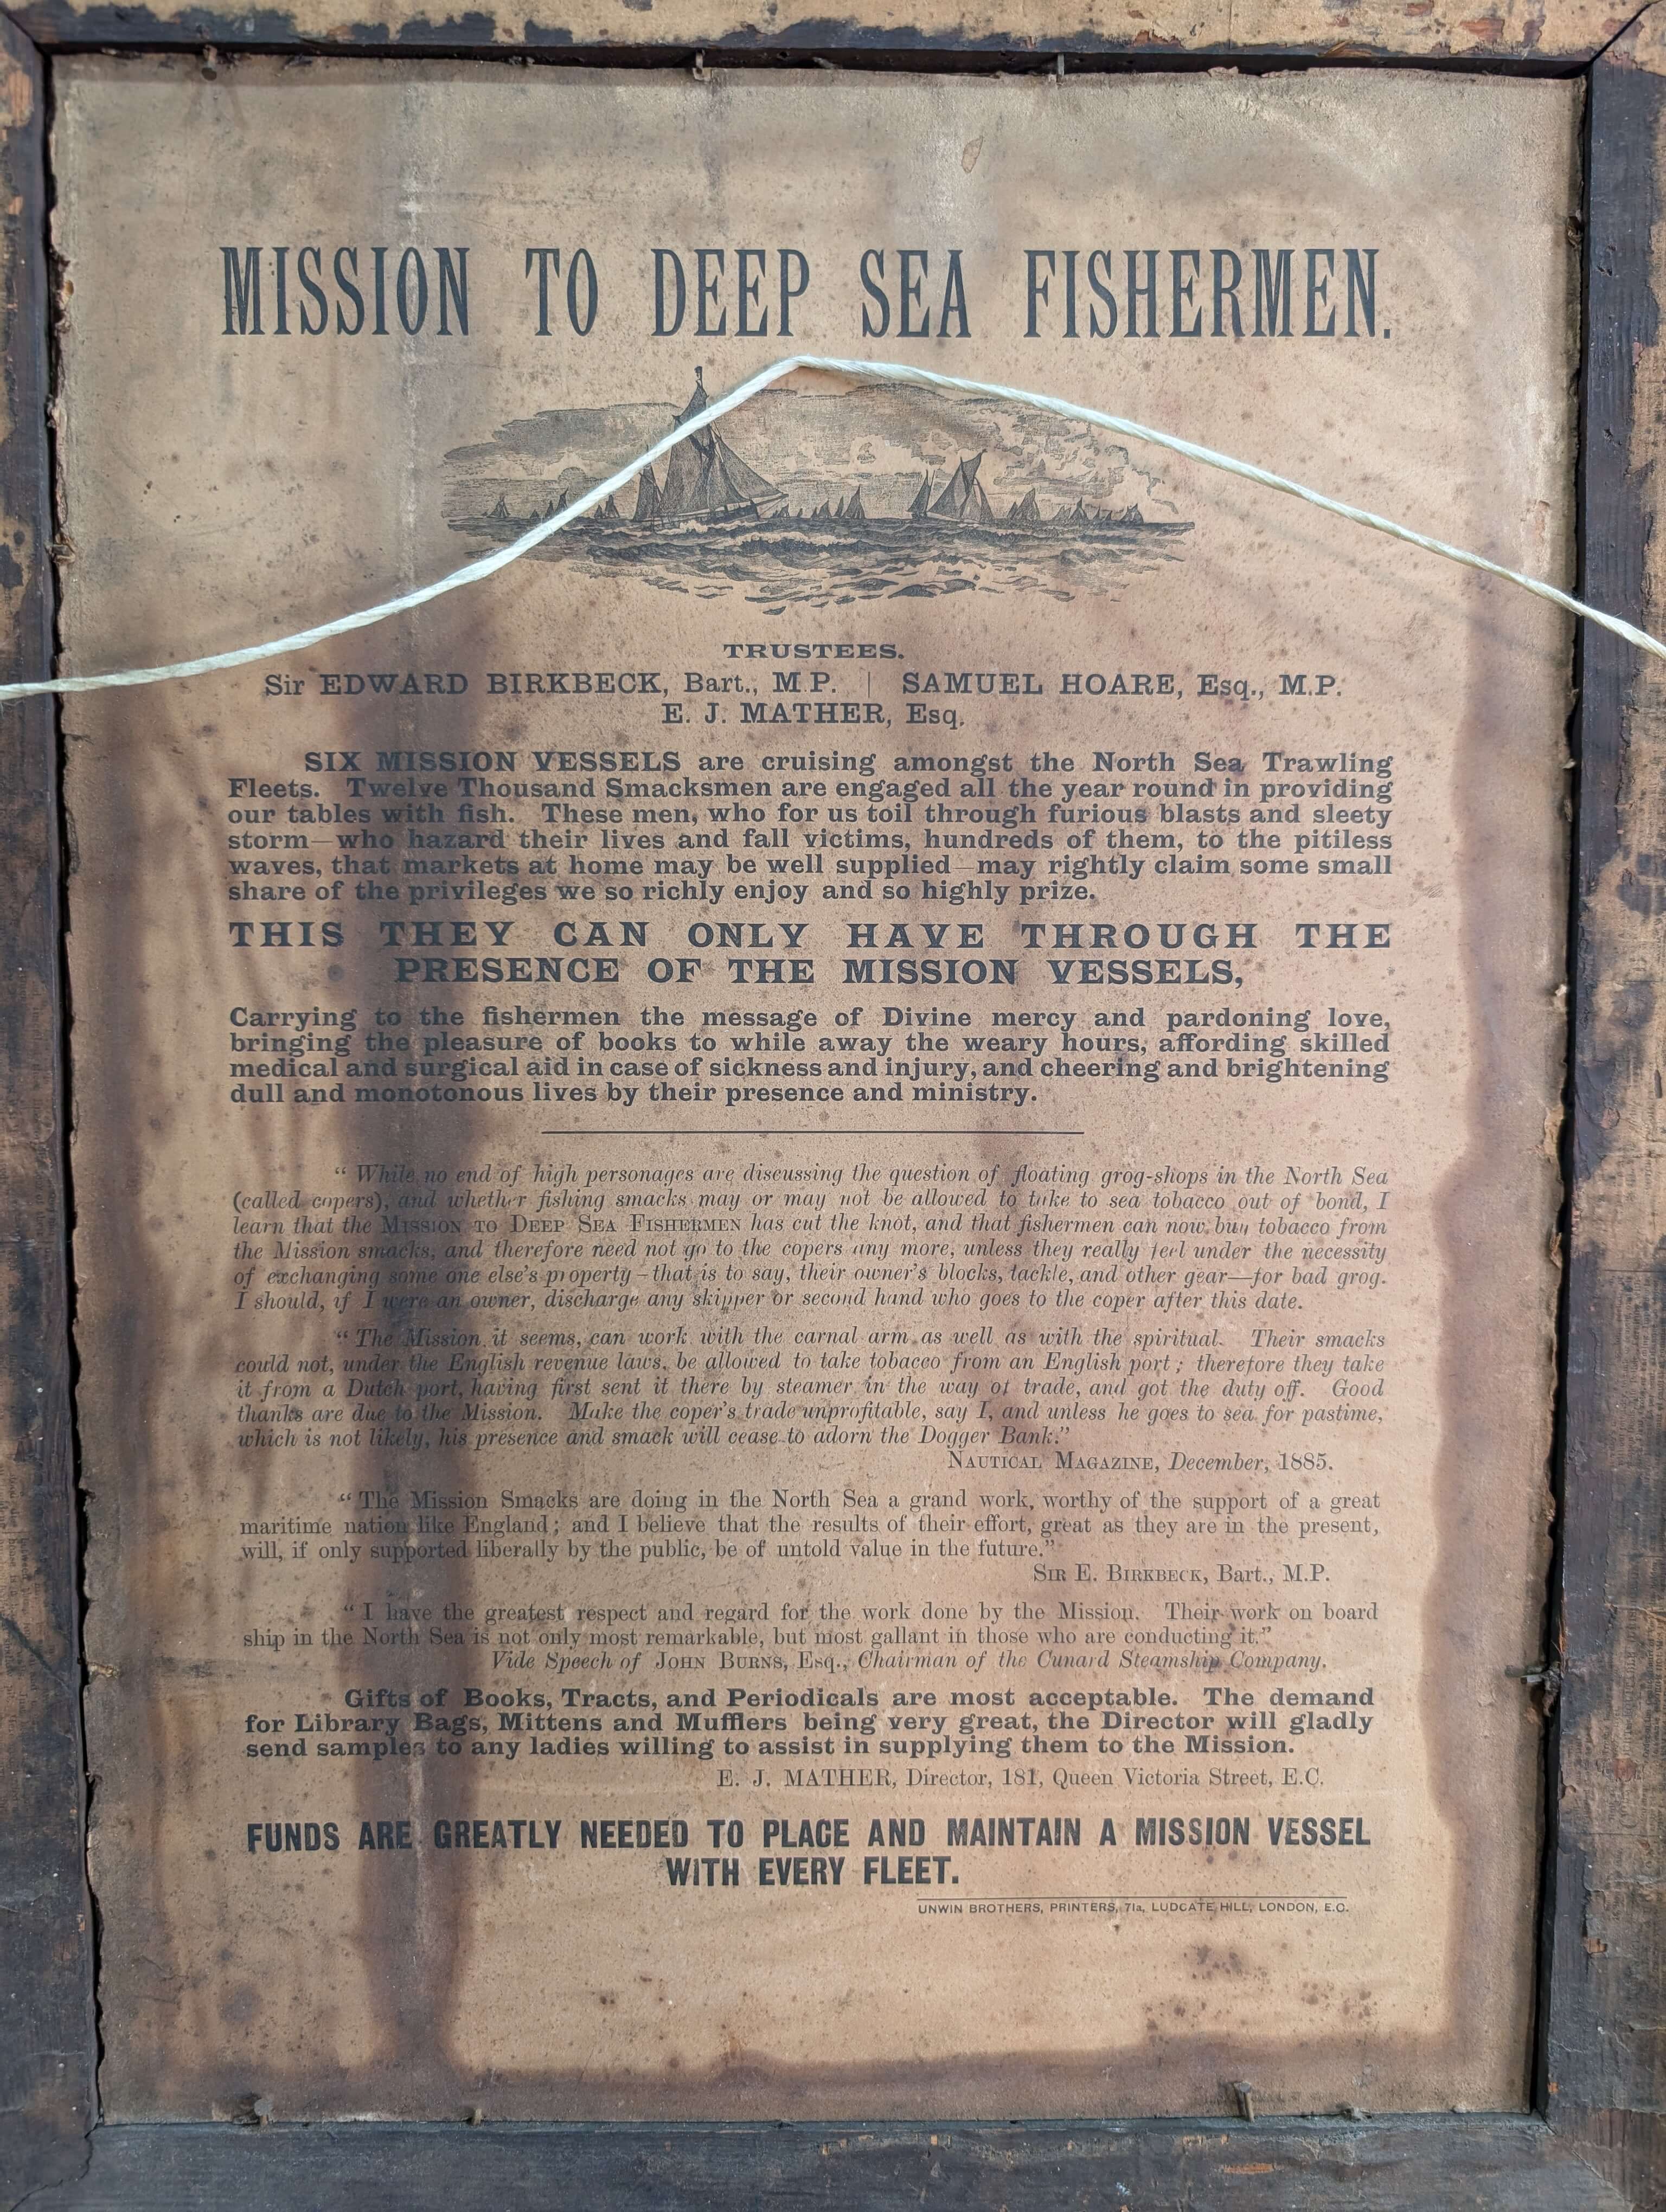 MISSION TO DEEP SEA FISHERMEN.
TRUSTEES.
Sir EDWARD BIRKBECK, Bart., M.P. | SAMUEL HOARE, Esq., M.P.
E. J. MATHER, Esq.
SIX MISSION VESSELS are cruising amongst the North Sea Trawling
Fleets. Twelve Thousand Smacksmen are engaged all the year round in providing
our tables with fish. These men, who for us toil through furious blasts and sleety
storm—who hazard their lives and fall victims, hundreds of them, to the pitiless
waves, that markets at home may be well supplied—may rightly claim some small
share of the privileges we so richly enjoy and so highly prize.
THIS THEY CAN ONLY HAVE THROUGH THE
PRESENCE OF THE MISSION VESSELS,
Carrying to the fishermen the message of Divine mercy and pardoning love,
bringing the pleasure of books to while away the weary hours, affording skilled
medical and surgical aid in case of sickness and injury, and cheering and brightening
dull and monotonous lives by their presence and ministry.
“While no end of high personages are discussing the question of floating grog-shops in the North Sea
(called copers), and whether fishing smacks may or may not be allowed to take to sea tobacco out of bond, I
learn that the MISSION TO DEEP SEA FISHERMEN has cut the knot, and that fishermen can now buy tobacco from
the Mission smacks, and therefore need not go to the copers any more, unless they really feel under the necessity
of exchanging some one else's property—that is to say, their owner's blocks, tackle, and other gear—for bad grog.
I should, if I were an owner, discharge any skipper or second hand who goes to the coper after this date.
“The Mission, it seems, can work with the carnal arm as well as with the spiritual. Their smacks
could not, under the English revenue laws, be allowed to take tobacco from an English port; therefore they take
it from a Dutch port, having first sent it there by steamer in the way of trade, and got the duty off. Good
thanks are due to the Mission. Make the coper's trade unprofitable, say I, and unless he goes to sea for pastime,
which is not likely, his presence and smack will cease to adorn the Dogger Bank.”
NAUTICAL MAGAZINE, December, 1885.
“The Mission Smacks are doing in the North Sea a grand work, worthy of the support of a great
maritime nation like England; and I believe that the results of their effort, great as they are in the present,
will, if only supported liberally by the public, be of untold value in the future.”
SIR E. BIRKBECK, Bart., M.P.
“I have the greatest respect and regard for the work done by the Mission. Their work on board
ship in the North Sea is not only most remarkable, but most gallant in those who are conducting it.”
Vide Speech of JOHN BURNS, Esq., Chairman of the Cunard Steamship Company.
Gifts of Books, Tracts, and Periodicals are most acceptable. The demand
for Library Bags, Mittens and Mufflers being very great, the Director will gladly
send samples to any ladies willing to assist in supplying them to the Mission.
E. J. MATHER, Director, 181, Queen Victoria Street, E.C.
FUNDS ARE GREATLY NEEDED TO PLACE AND MAINTAIN A MISSION VESSEL
WITH EVERY FLEET.
UNWIN BROTHERS, PRINTERS, 71a, LUDGATE HILL, LONDON, E.C.